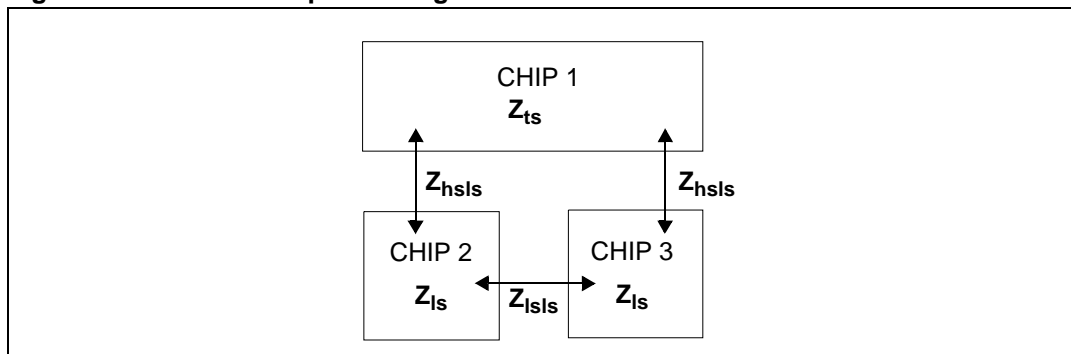 CHIP 1
Zts
Zhsls Zhsls
CHIP 2 CHIP 3
Zls Zlsls Zls